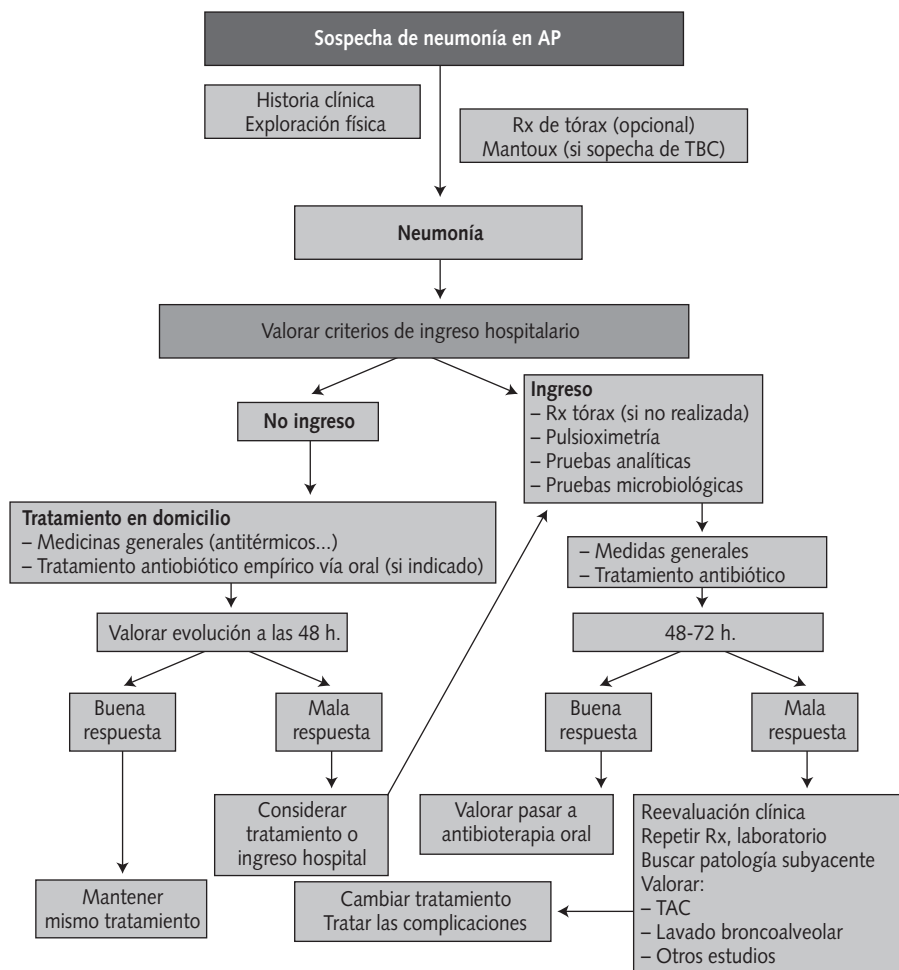 Sospecha de neumonía en AP
Historia clínica
Exploración física
Rx de tórax (opcional)
Mantoux (si sospecha de TBC)
Neumonía
Valorar criterios de ingreso hospitalario
No ingreso
Ingreso
– Rx tórax (si no realizada)
– Pulsioximetría
– Pruebas analíticas
– Pruebas microbiológicas
Tratamiento en domicilio
– Medicinas generales (antitérmicos...)
– Tratamiento antiobiótico empírico vía oral (si indicado)
– Medidas generales
– Tratamiento antibiótico
Valorar evolución a las 48 h.
48-72 h.
Buena
respuesta
Mala
respuesta
Buena
respuesta
Mala
respuesta
Considerar
tratamiento o
ingreso hospital
Valorar pasar a
antibioterapia oral
Reevaluación clínica
Repetir Rx, laboratorio
Buscar patología subyacente
Valorar:
– TAC
– Lavado broncoalveolar
– Otros estudios
Mantener
mismo tratamiento
Cambiar tratamiento
Tratar las complicaciones